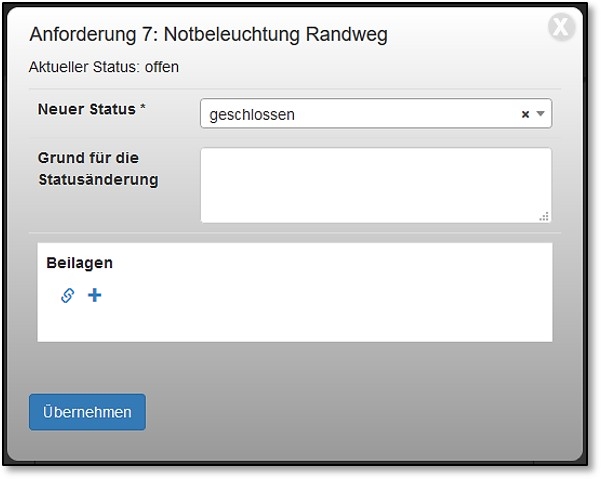 Anforderung 7: Notbeleuchtung Randweg
X
Aktueller Status: offen
Neuer Status *
geschlossen
Grund für die
Statusänderung
Beilagen
Übernehmen